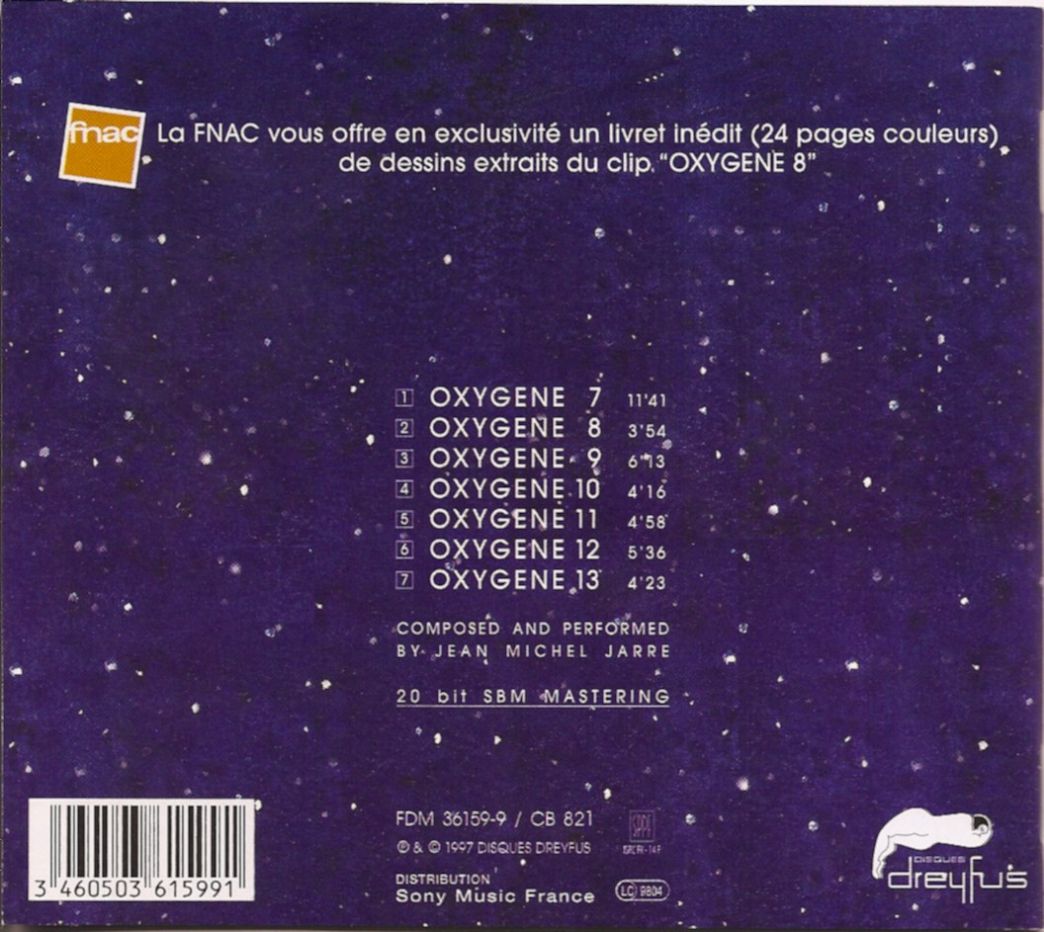 fnac
La FNAC vous offre en exclusivité un livret inédit (24 pages couleurs)
de dessins extraits du clip "OXYGENE 8"
1 OXYGENE 7 11'41
2 OXYGENE 8 3'54
3 OXYGENE 9 6'13
4 OXYGENE 10 4'16
5 OXYGENE 11 4'58
6 OXYGENE 12 5'36
7 OXYGENE 13 4'23
COMPOSED AND PERFORMED
BY JEAN MICHEL JARRE
20 bit SBM MASTERING
FDM 36159-9 / CB 821
℗ & © 1997 DISQUES DREYFUS
DISTRIBUTION
Sony Music France
LC 9804
3 460503 615991
DISQUES
dreyfus